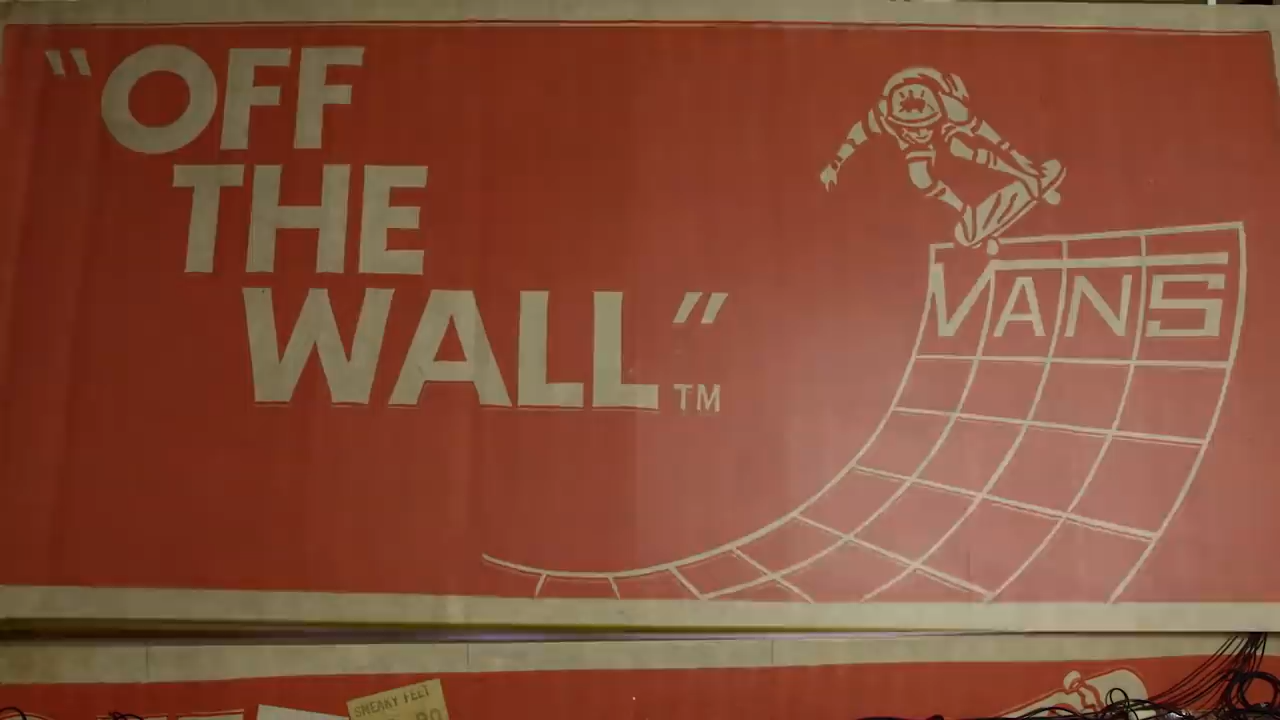 "OFF
THE
WALL"
TM
VANS
SNEAKY FEET